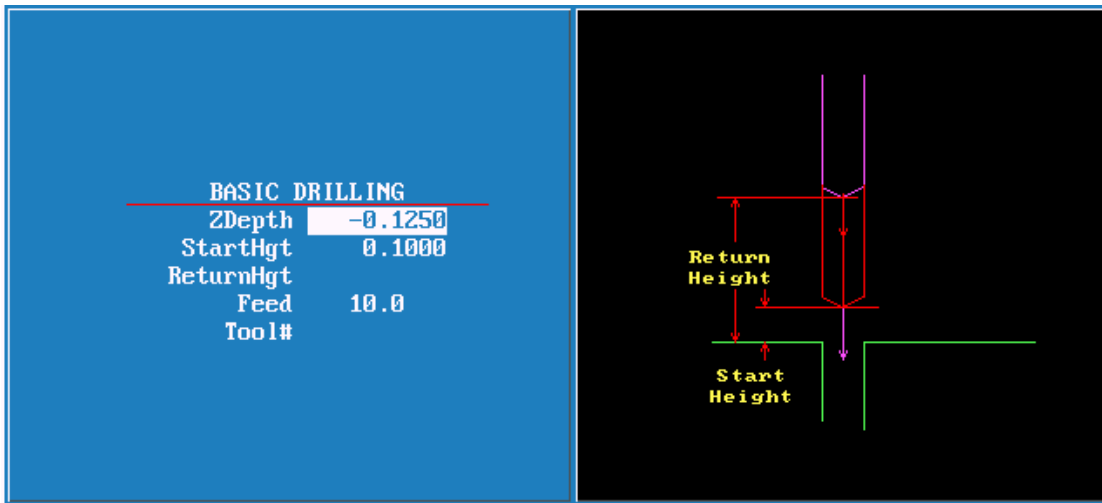 BASIC DRILLING
ZDepth -0.1250
StartHgt 0.1000
ReturnHgt
Feed 10.0
Tool#
Return
Height
Start
Height